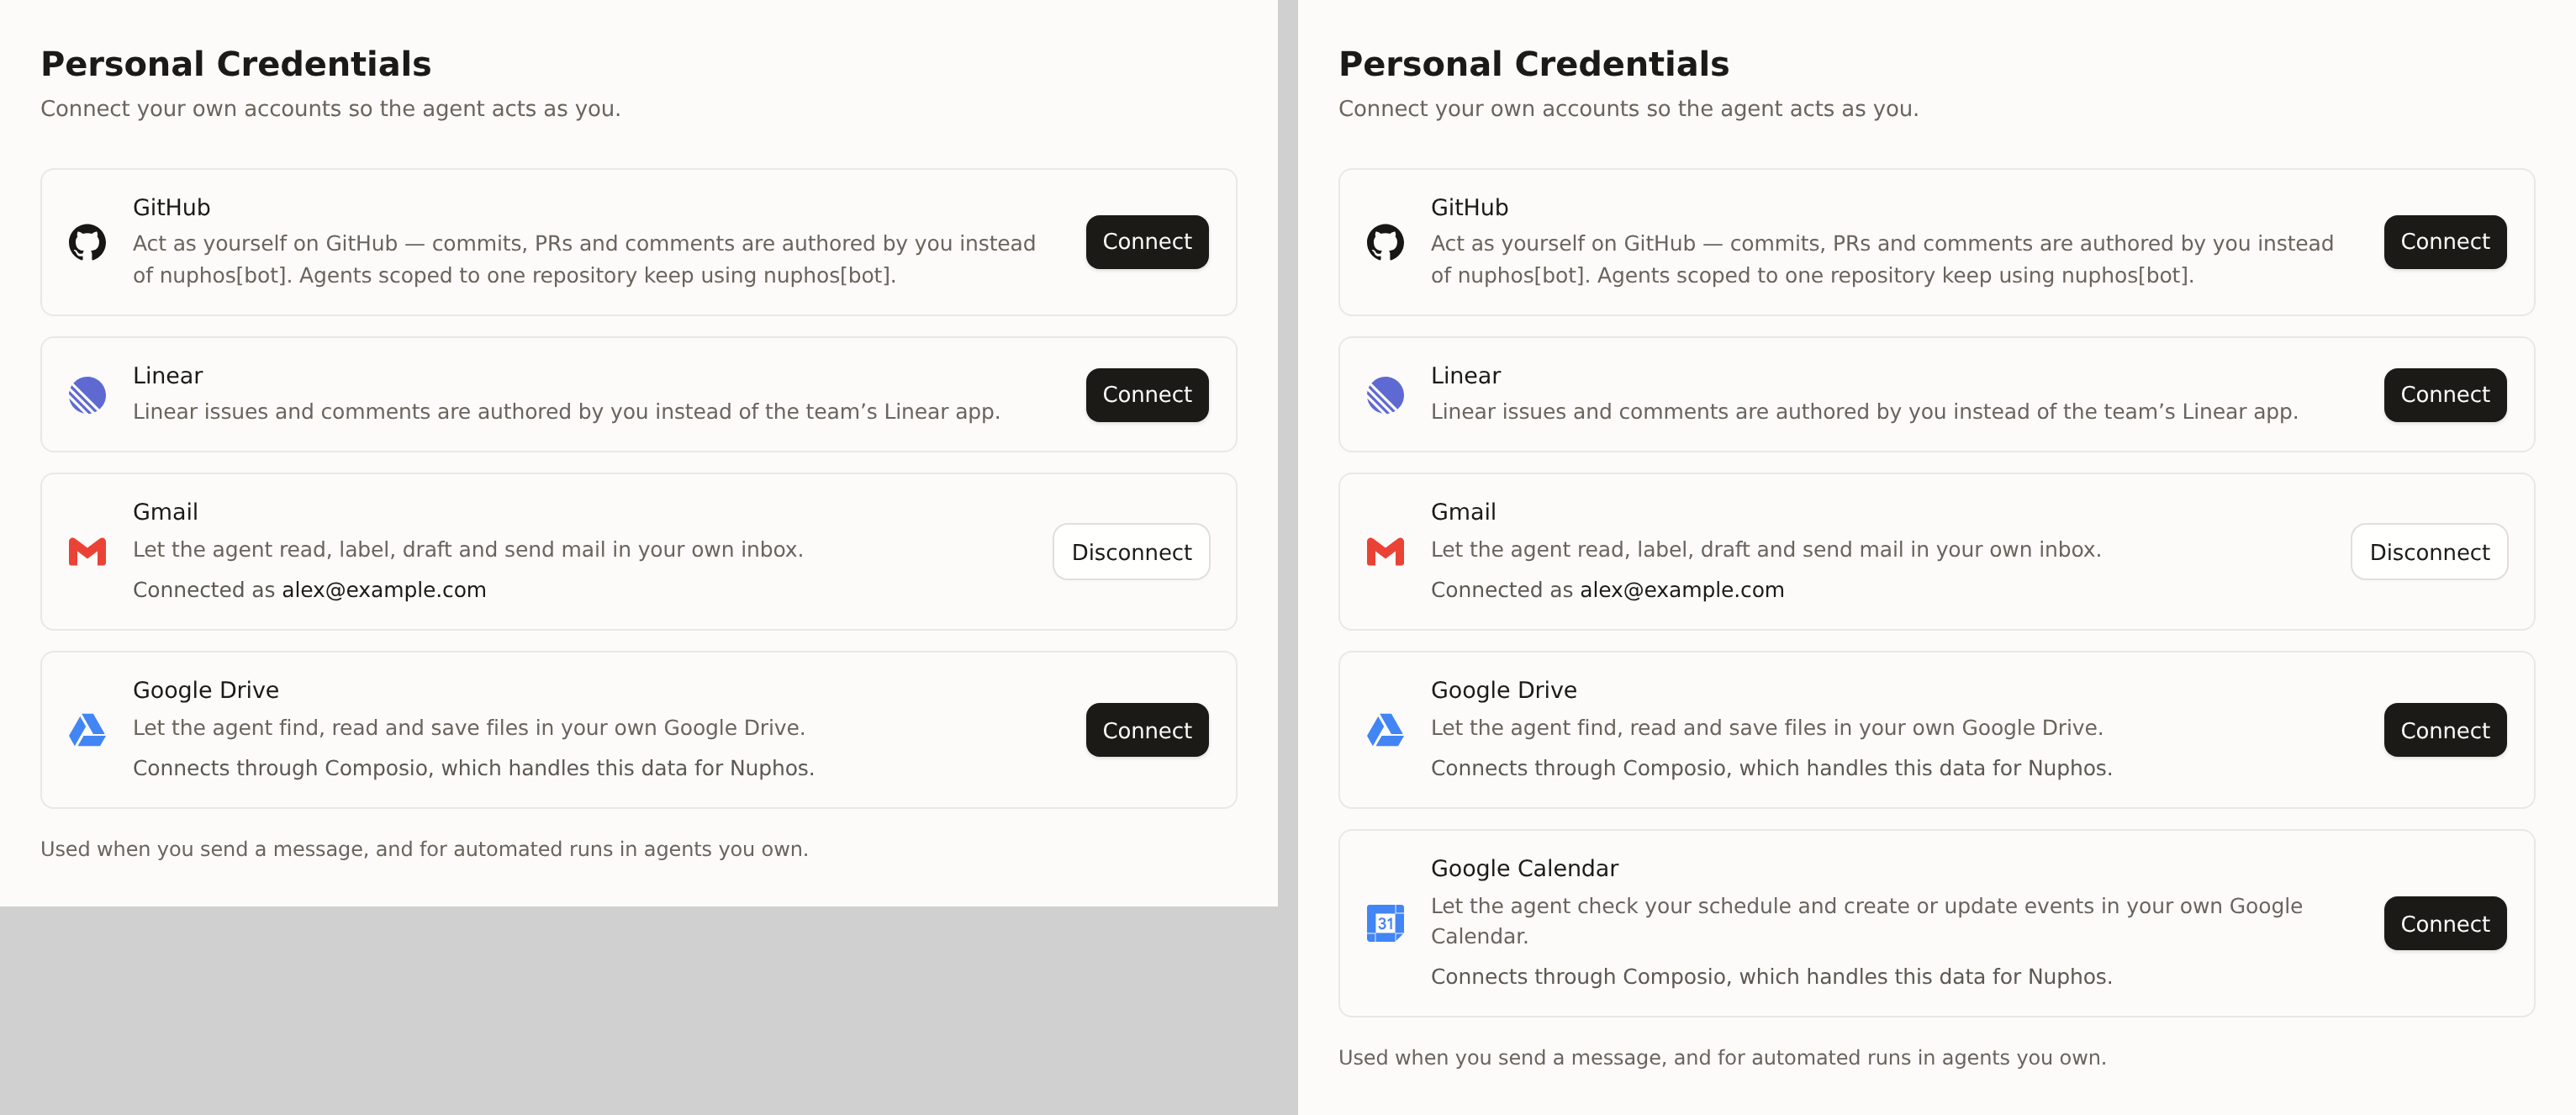 Personal Credentials
Connect your own accounts so the agent acts as you.
GitHub
Act as yourself on GitHub — commits, PRs and comments are authored by you instead
of nuphos[bot]. Agents scoped to one repository keep using nuphos[bot].
Connect
Linear
Linear issues and comments are authored by you instead of the team’s Linear app.
Connect
Gmail
Let the agent read, label, draft and send mail in your own inbox.
Connected as alex@example.com
Disconnect
Google Drive
Let the agent find, read and save files in your own Google Drive.
Connects through Composio, which handles this data for Nuphos.
Connect
Used when you send a message, and for automated runs in agents you own.
Personal Credentials
Connect your own accounts so the agent acts as you.
GitHub
Act as yourself on GitHub — commits, PRs and comments are authored by you instead
of nuphos[bot]. Agents scoped to one repository keep using nuphos[bot].
Connect
Linear
Linear issues and comments are authored by you instead of the team’s Linear app.
Connect
Gmail
Let the agent read, label, draft and send mail in your own inbox.
Connected as alex@example.com
Disconnect
Google Drive
Let the agent find, read and save files in your own Google Drive.
Connects through Composio, which handles this data for Nuphos.
Connect
Google Calendar
31
Let the agent check your schedule and create or update events in your own Google
Calendar.
Connects through Composio, which handles this data for Nuphos.
Connect
Used when you send a message, and for automated runs in agents you own.